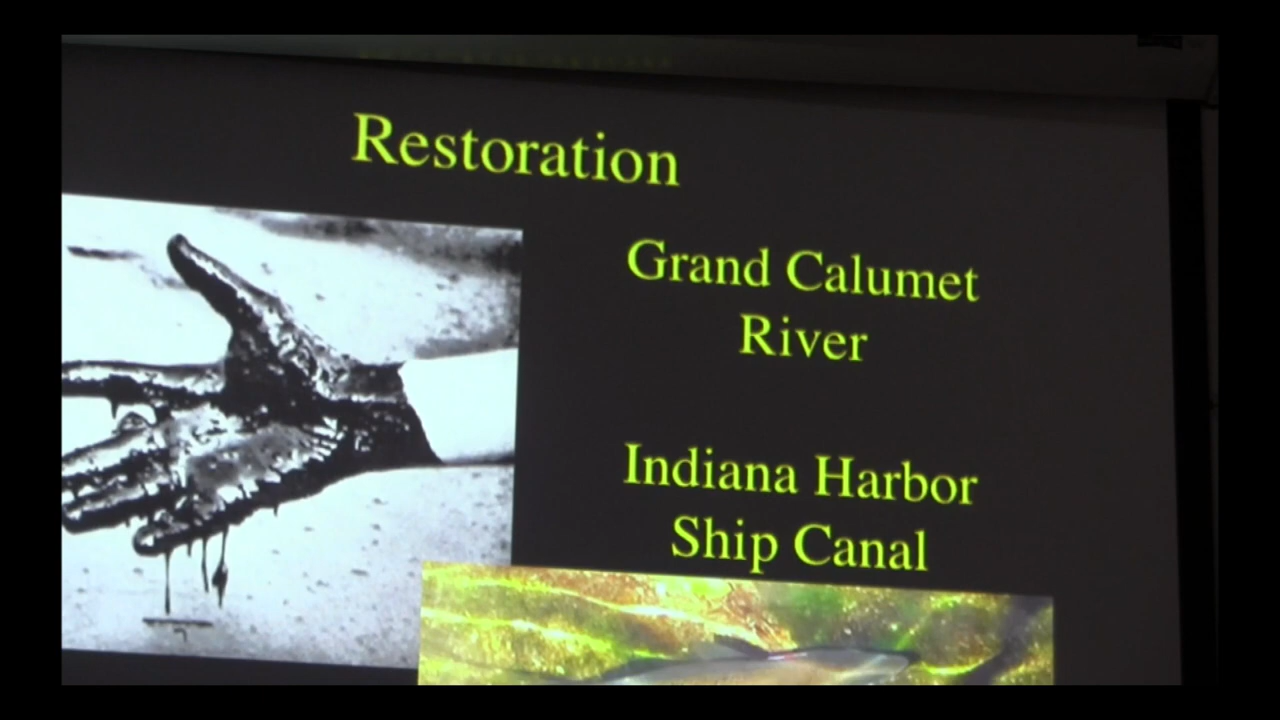 Restoration
Grand Calumet
River
Indiana Harbor
Ship Canal